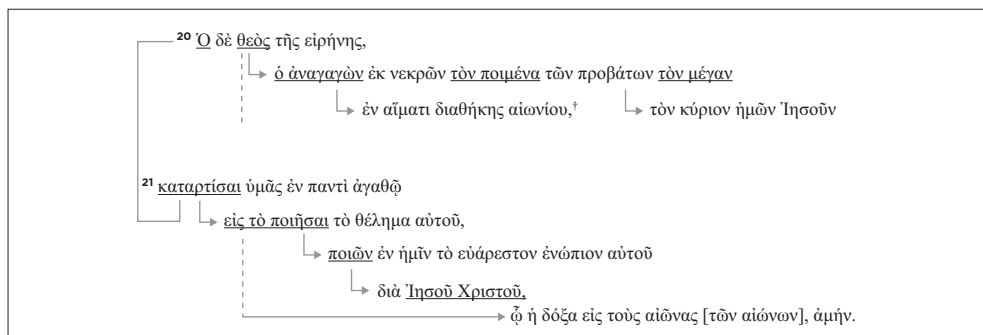 20 Ὁ δὲ θεὸς τῆς εἰρήνης,
ὁ ἀναγαγὼν ἐκ νεκρῶν τὸν ποιμένα τῶν προβάτων τὸν μέγαν
ἐν αἵματι διαθήκης αἰωνίου,† τὸν κύριον ἡμῶν Ἰησοῦν
21 καταρτίσαι ὑμᾶς ἐν παντὶ ἀγαθῷ
εἰς τὸ ποιῆσαι τὸ θέλημα αὐτοῦ,
ποιῶν ἐν ἡμῖν τὸ εὐάρεστον ἐνώπιον αὐτοῦ
διὰ Ἰησοῦ Χριστοῦ,
ᾧ ἡ δόξα εἰς τοὺς αἰῶνας [τῶν αἰώνων], ἀμήν.